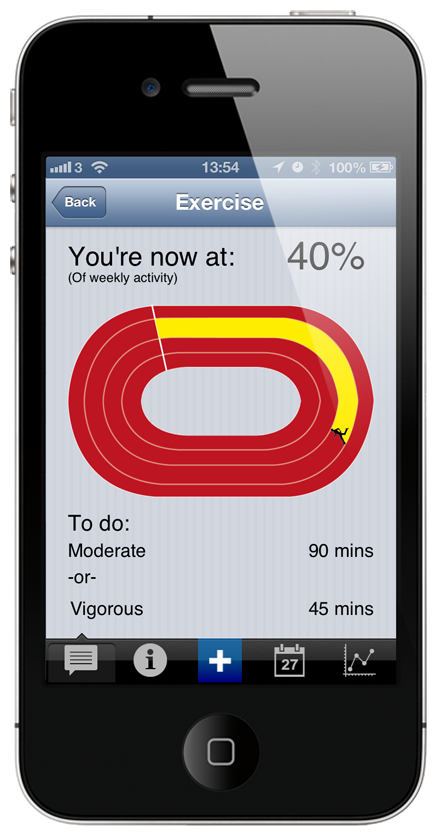 3 13:54 100%
Back Exercise
You're now at: 40%
(Of weekly activity)
To do:
Moderate 90 mins
-or-
Vigorous 45 mins
i 27